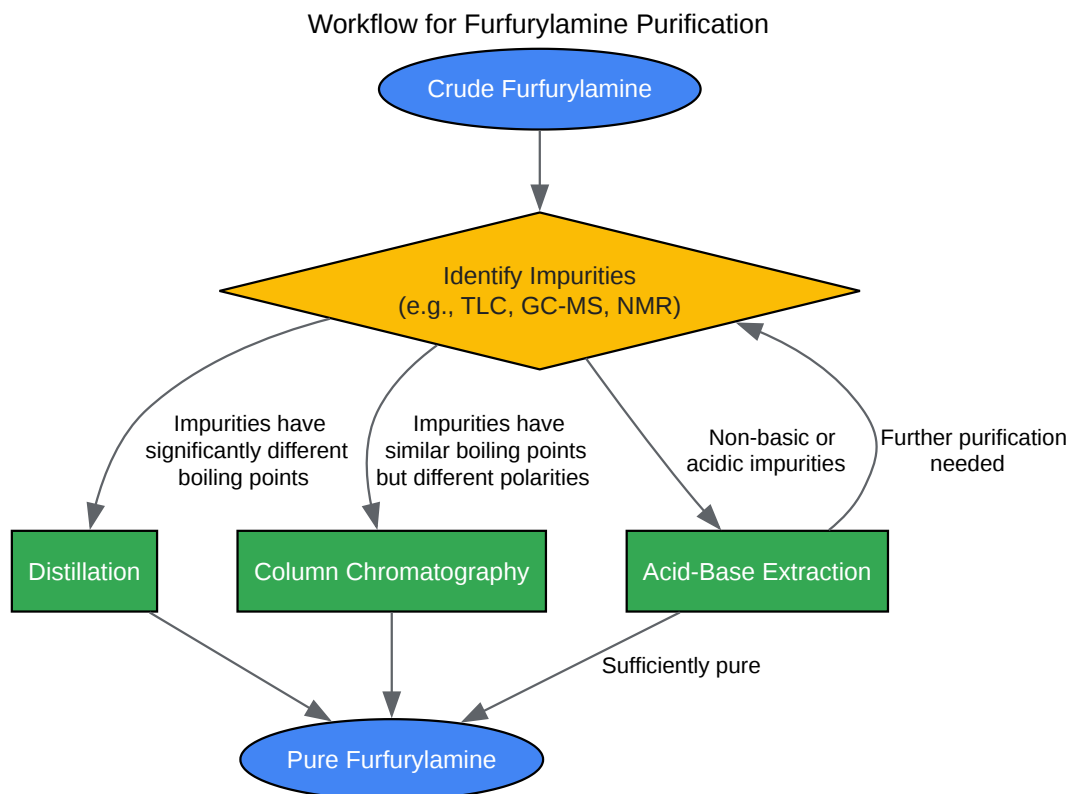 Workflow for Furfurylamine Purification
Crude Furfurylamine
Identify Impurities
(e.g., TLC, GC-MS, NMR)
Impurities have
significantly different
boiling points
Impurities have
similar boiling points
but different polarities
Non-basic or
acidic impurities
Further purification
needed
Distillation
Column Chromatography
Acid-Base Extraction
Sufficiently pure
Pure Furfurylamine